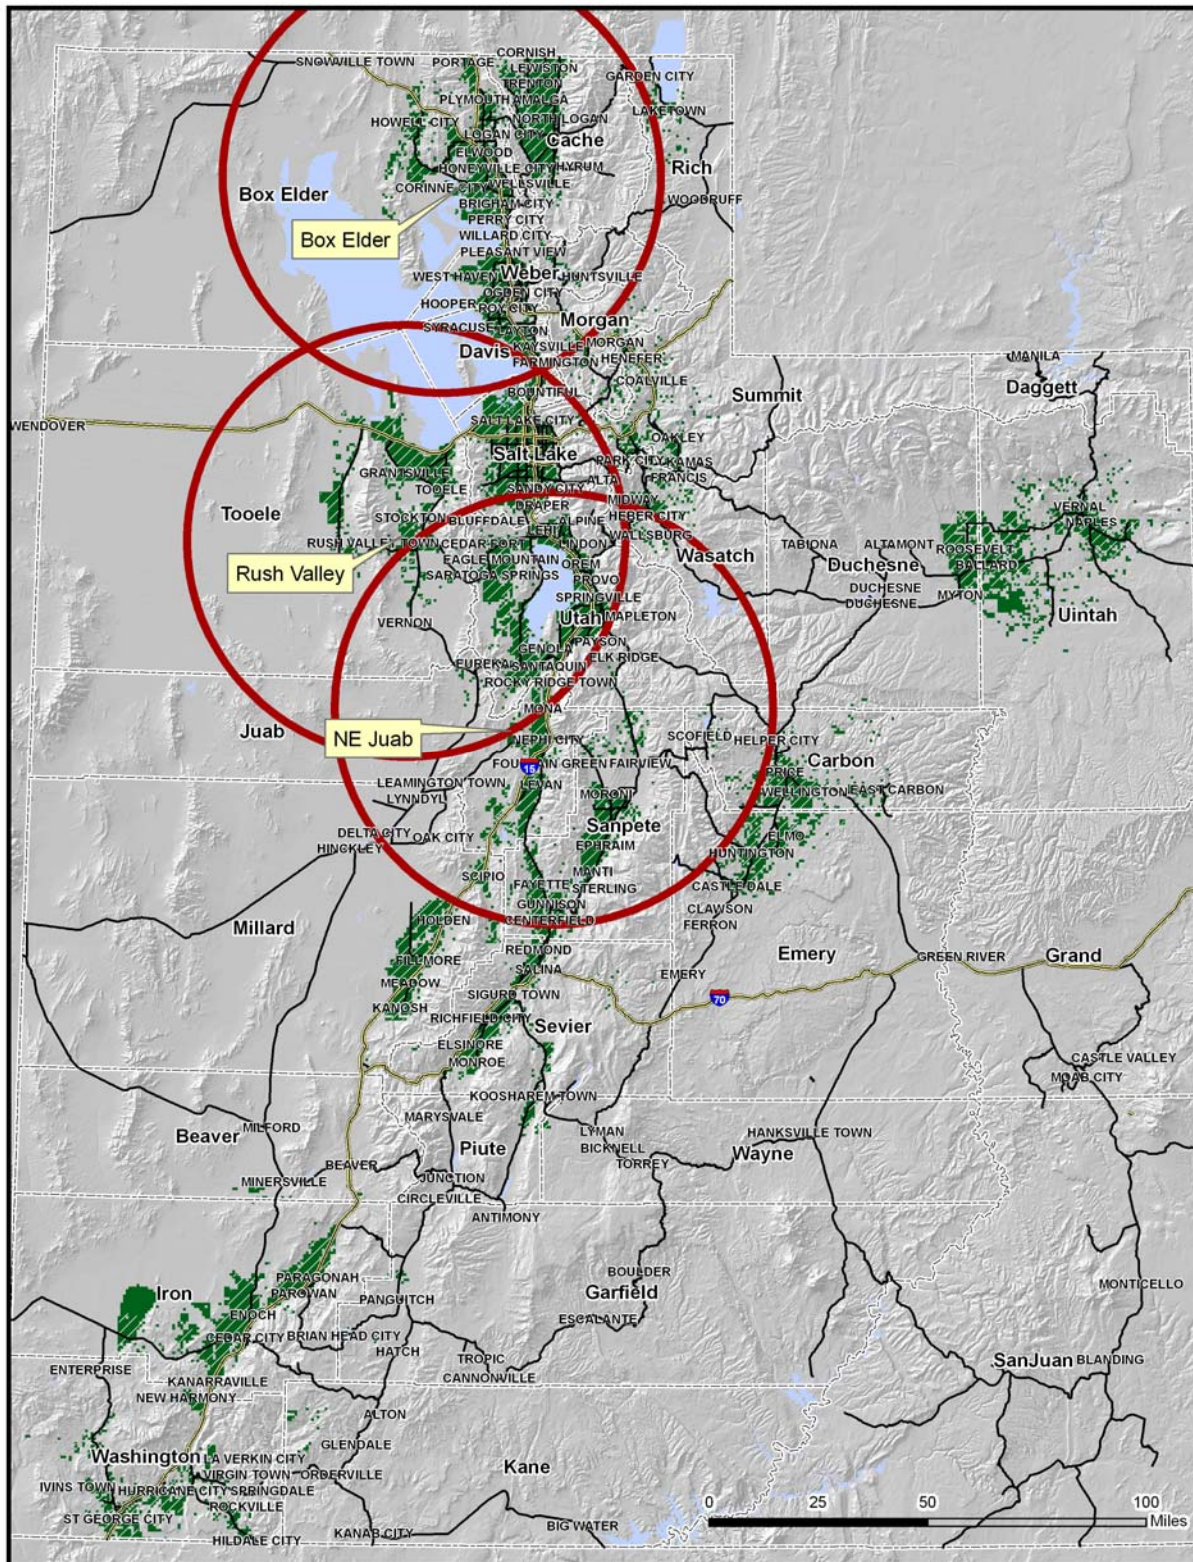 CORNISH
SNOWVILLE TOWN
PORTAGE
LEWISTON
GARDEN CITY
TRENTON
PLYMOUTH
AMALGA
LAKETOWN
HOWELL CITY
NORTH LOGAN
LOGAN CITY
Cache
ELWOOD
HONEYVILLE CITY
HYRUM
Rich
Box Elder
CORINNE CITY
WELLSVILLE
WOODRUFF
BRIGHAM CITY
PERRY CITY
Box Elder
WILLARD CITY
PLEASANT VIEW
WEST HAVEN
Weber
HUNTSVILLE
OGDEN CITY
HOOPER
ROY CITY
Morgan
SYRACUSE
LAYTON
KAYSVILLE
MORGAN
Davis
FARMINGTON
HENEFER
MANILA
COALVILLE
Daggett
BOUNTIFUL
Summit
SALT LAKE CITY
WENDOVER
OAKLEY
Salt Lake
PARK CITY
KAMAS
GRANTSVILLE
ALTA
FRANCIS
TOOELE
SANDY CITY
MIDWAY
DRAPER
VERNAL
Tooele
STOCKTON
BLUFFDALE
ALPINE
HEBER CITY
NAPLES
LEHI
WALLSBURG
RUSH VALLEY TOWN
CEDAR FORT
LINDON
TABIONA
ALTAMONT
ROOSEVELT
Wasatch
EAGLE MOUNTAIN
OREM
Duchesne
BALLARD
Rush Valley
SARATOGA SPRINGS
PROVO
DUCHESNE
MYTON
SPRINGVILLE
DUCHESNE
Uintah
VERNON
Utah
MAPLETON
GENOLA
PAYSON
EUREKA
SANTAQUIN
ELK RIDGE
ROCKY RIDGE TOWN
MONA
Juab
NE Juab
NEPHI CITY
SCOFIELD
HELPER CITY
FOUNTAIN GREEN
FAIRVIEW
Carbon
15
PRICE
LEAMINGTON TOWN
LEVAN
WELLINGTON
EAST CARBON
LYNNDYL
MORONI
DELTA CITY
OAK CITY
Sanpete
ELMO
HINCKLEY
EPHRAIM
HUNTINGTON
SCIPIO
MANTI
FAYETTE
STERLING
CASTLE DALE
GUNNISON
CLAWSON
HOLDEN
CENTERFIELD
FERRON
Millard
REDMOND
Emery
GREEN RIVER
Grand
FILLMORE
SALINA
EMERY
MEADOW
SIGURD TOWN
70
KANOSH
RICHFIELD CITY
Sevier
ELSINORE
CASTLE VALLEY
MONROE
MOAB CITY
KOOSHAREM TOWN
MARYSVALE
Beaver
MILFORD
LYMAN
HANKSVILLE TOWN
Piute
BICKNELL
Wayne
BEAVER
TORREY
MINERSVILLE
JUNCTION
CIRCLEVILLE
ANTIMONY
PARAGONAH
BOULDER
MONTICELLO
Iron
PAROWAN
PANGUITCH
Garfield
ENOCH
ESCALANTE
CEDAR CITY
BRIAN HEAD CITY
HATCH
TROPIC
SanJuan
BLANDING
ENTERPRISE
KANARRAVILLE
CANNONVILLE
NEW HARMONY
ALTON
GLENDALE
Washington
LA VERKIN CITY
Kane
VIRGIN TOWN
ORDERVILLE
IVINS TOWN
HURRICANE CITY
SPRINGDALE
0 25 50 100
ROCKVILLE
ST GEORGE CITY
BIG WATER
Miles
HILDALE CITY
KANAB CITY